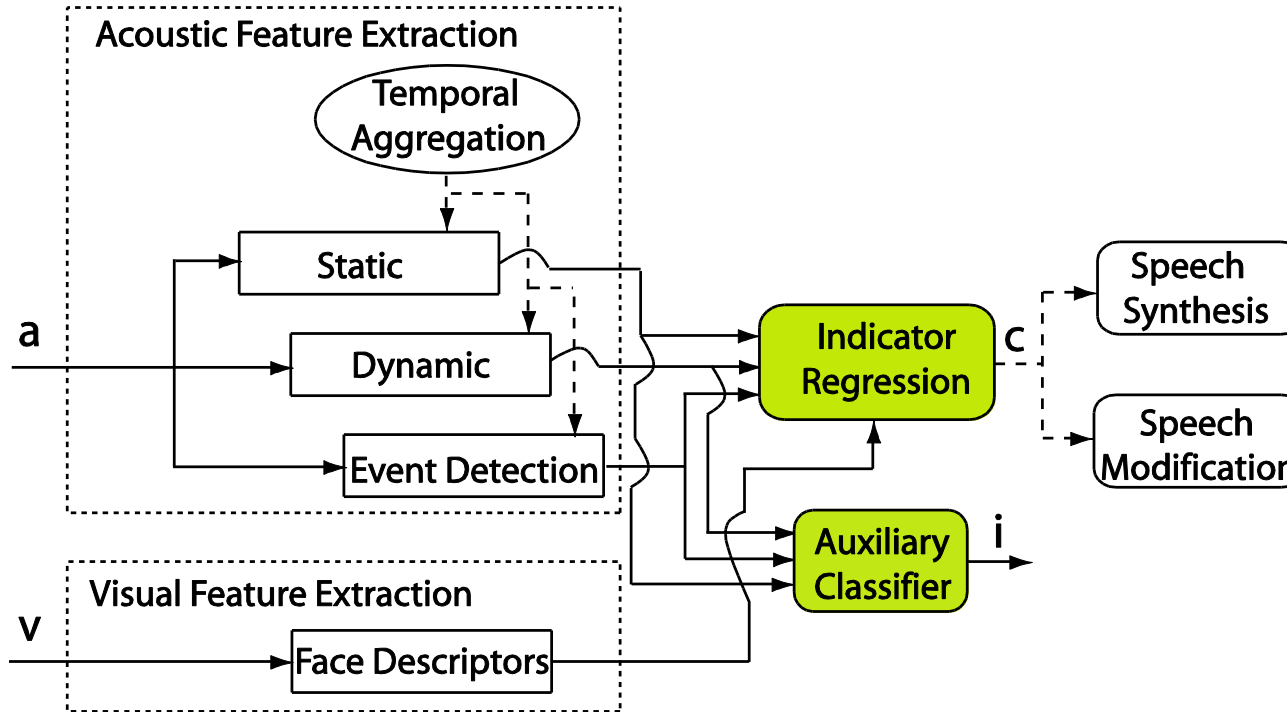 Acoustic Feature Extraction
Temporal
Aggregation
Static
a
Dynamic
Event Detection
Indicator
Regression
c
Speech
Synthesis
Speech
Modification
Auxiliary
Classifier
i
Visual Feature Extraction
v
Face Descriptors